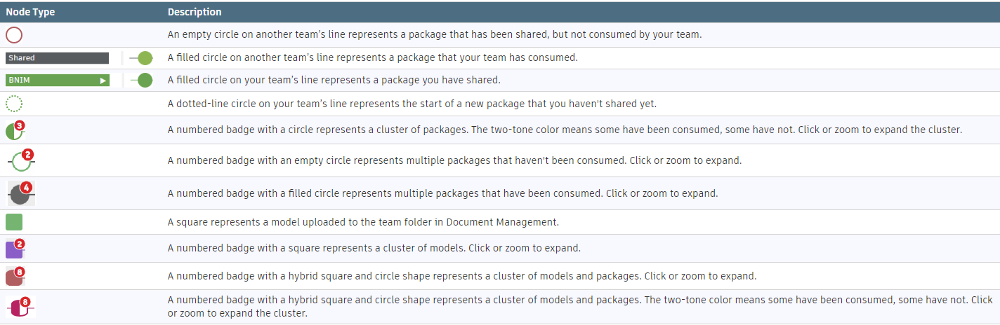 Node Type Description
An empty circle on another team's line represents a package that has been shared, but not consumed by your team.
Shared A filled circle on another team's line represents a package that your team has consumed.
BNIM A filled circle on your team's line represents a package you have shared.
A dotted-line circle on your team's line represents the start of a new package that you haven't shared yet.
3 A numbered badge with a circle represents a cluster of packages. The two-tone color means some have been consumed, some have not. Click or zoom to expand the cluster.
2 A numbered badge with an empty circle represents multiple packages that haven't been consumed. Click or zoom to expand.
4 A numbered badge with a filled circle represents multiple packages that have been consumed. Click or zoom to expand.
A square represents a model uploaded to the team folder in Document Management.
2 A numbered badge with a square represents a cluster of models. Click or zoom to expand.
8 A numbered badge with a hybrid square and circle shape represents a cluster of models and packages. Click or zoom to expand.
8 A numbered badge with a hybrid square and circle shape represents a cluster of models and packages. The two-tone color means some have been consumed, some have not. Click
or zoom to expand the cluster.